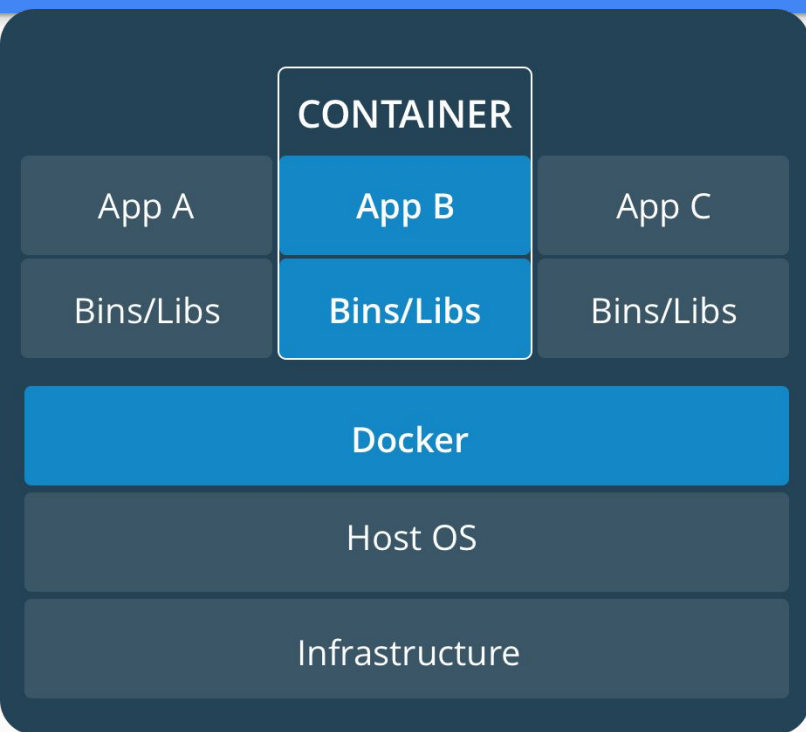 CONTAINER
App A App B App C
Bins/Libs Bins/Libs Bins/Libs
Docker
Host OS
Infrastructure